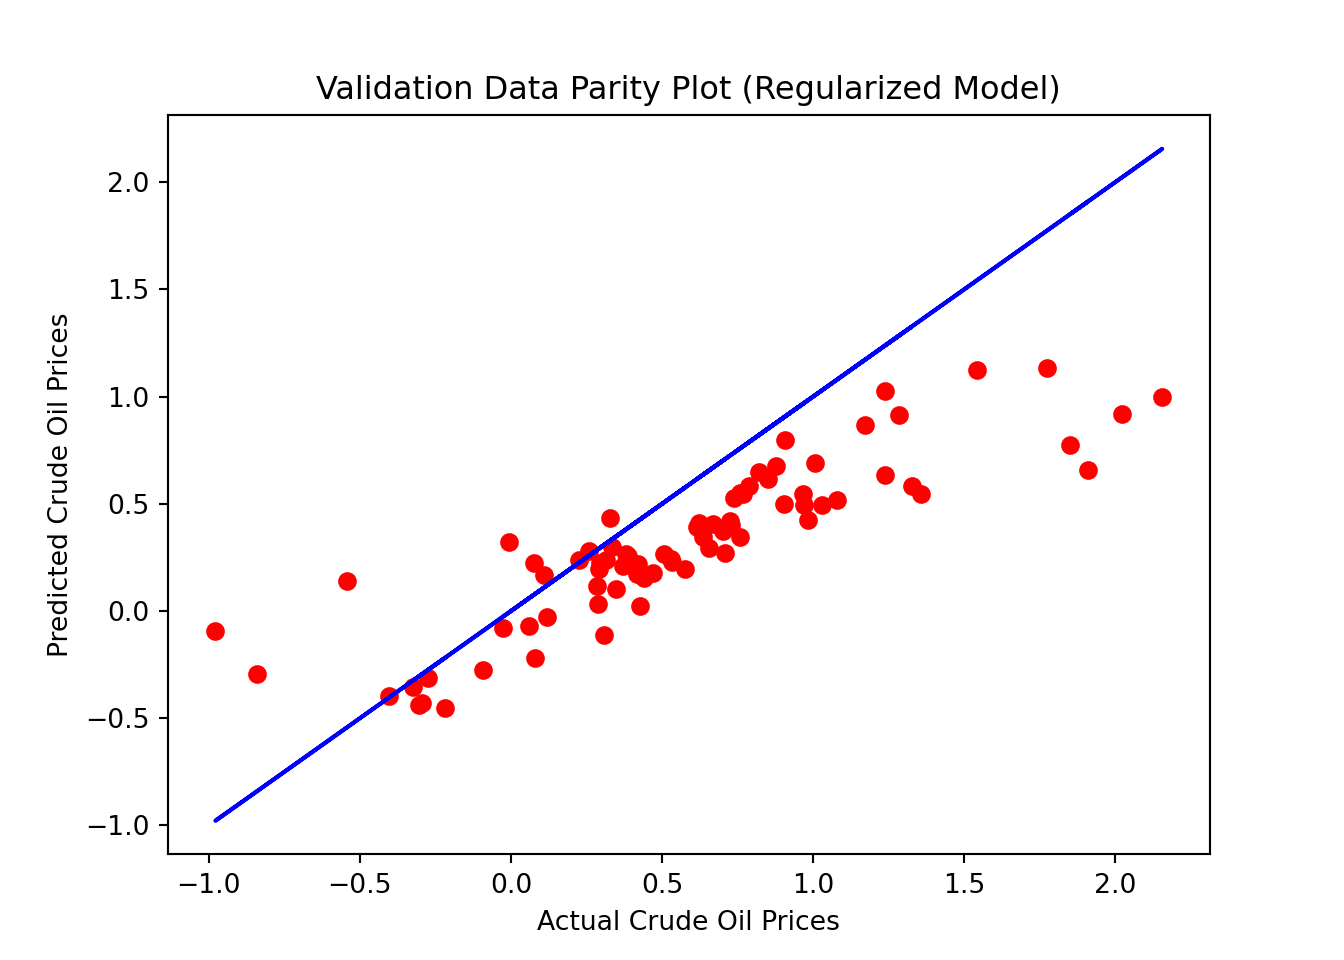 Validation Data Parity Plot (Regularized Model)
2.0
1.5
1.0
0.5
0.0
−0.5
−1.0
Predicted Crude Oil Prices
−1.0 −0.5 0.0 0.5 1.0 1.5 2.0
Actual Crude Oil Prices